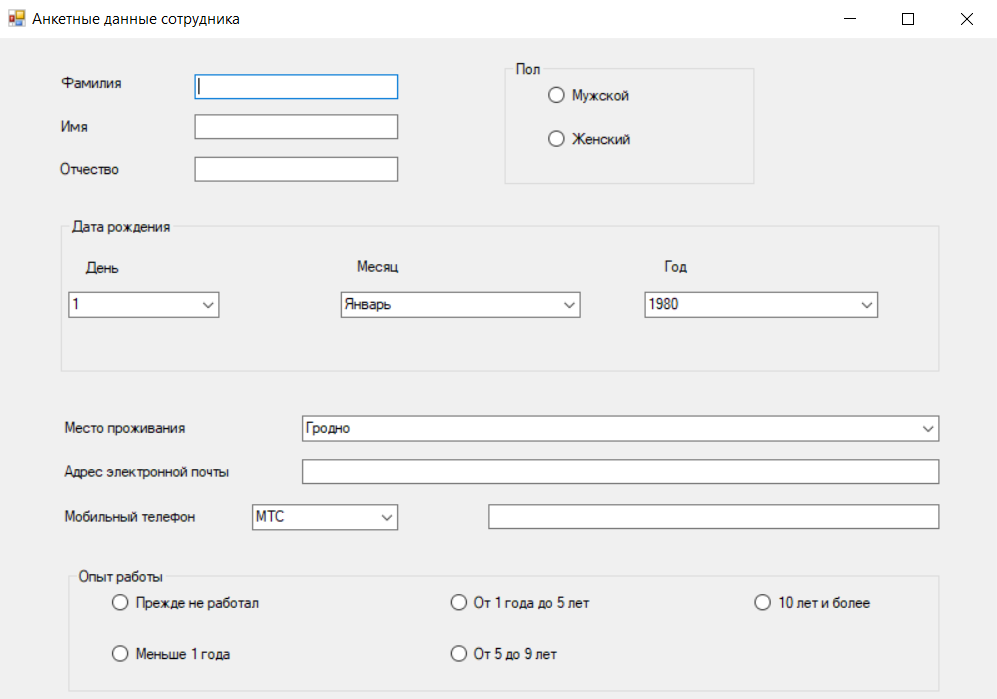 Анкетные данные сотрудника
Фамилия
Имя
Отчество
Пол
Мужской
Женский
Дата рождения
День
Месяц
Год
1
Январь
1980
Место проживания
Гродно
Адрес электронной почты
Мобильный телефон
МТС
Опыт работы
Прежде не работал
От 1 года до 5 лет
10 лет и более
Меньше 1 года
От 5 до 9 лет